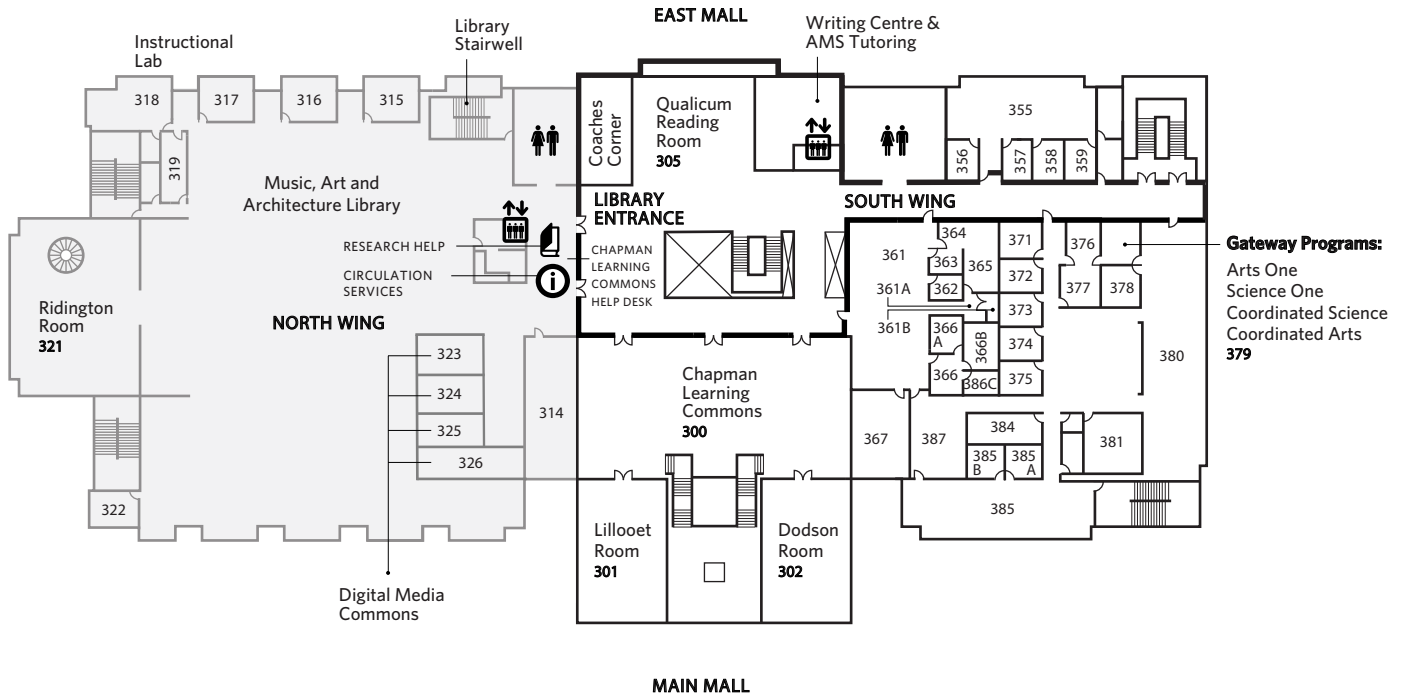 EAST MALL
Writing Centre &
AMS Tutoring
Library
Stairwell
Instructional
Lab
318
317
316
315
319
Coaches
Corner
Qualicum
Reading
Room
305
355
356
357
358
359
Music, Art and
Architecture Library
LIBRARY
ENTRANCE
SOUTH WING
RESEARCH HELP
CIRCULATION
SERVICES
CHAPMAN
LEARNING
COMMONS
HELP DESK
361
364
363
362
365
361A
361B
371
372
373
374
375
376
377
378
Gateway Programs:
Arts One
Science One
Coordinated Science
Coordinated Arts
379
Ridington
Room
321
NORTH WING
366
A
366B
366
386C
380
323
324
325
326
314
Chapman
Learning
Commons
300
367
387
384
385
B
385
A
381
385
322
Lillooet
Room
301
Dodson
Room
302
Digital Media
Commons
MAIN MALL